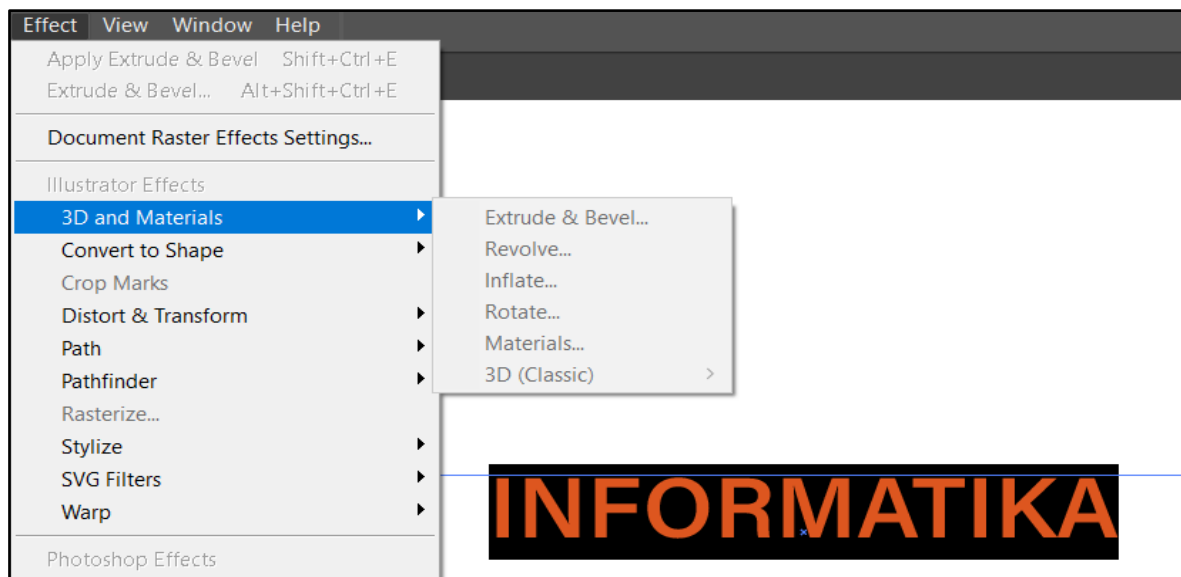 Effect View Window Help
Apply Extrude & Bevel Shift+Ctrl+E
Extrude & Bevel... Alt+Shift+Ctrl+E
Document Raster Effects Settings...
Illustrator Effects
3D and Materials
Convert to Shape
Crop Marks
Distort & Transform
Path
Pathfinder
Rasterize...
Stylize
SVG Filters
Warp
Photoshop Effects
Extrude & Bevel...
Revolve...
Inflate...
Rotate...
Materials...
3D (Classic)
INFORMATIKA